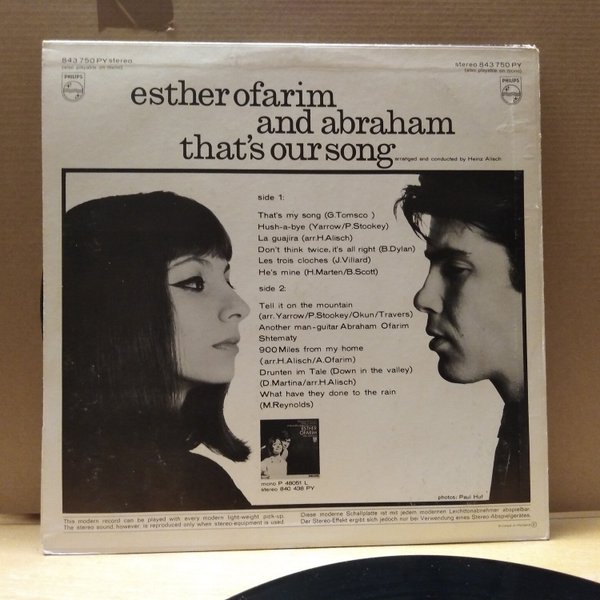 843 750 PY stereo
(also playable on mono)
stereo 843 750 PY
(also playable on mono)
PHILIPS
PHILIPS
esther ofarim
and abraham
that's our song
arranged and conducted by Heinz Alisch
side 1:
That's my song (G.Tomsco )
Hush-a-bye (Yarrow/P.Stookey)
La guajira (arr.H.Alisch)
Don't think twice, it's all right (B.Dylan)
Les trois cloches (J.Villard)
He's mine (H.Marten/B.Scott)
side 2:
Tell it on the mountain
(arr. Yarrow/P.Stookey/Okun/Travers)
Another man-guitar Abraham Ofarim
Shtematy
900 Miles from my home
(arr.H.Alisch/A.Ofarim)
Drunten im Tale (Down in the valley)
(D.Martina/arr.H.Alisch)
What have they done to the rain
(M.Reynolds)
ESTHER
OFARIM
mono P 48051 L
stereo 840 438 PY
photos: Paul Huf
This modern record can be played with every modern light-weight pick-up.
The stereo sound, however, is reproduced only when stereo-equipment is used.
Diese moderne Schallplatte ist mit jedem modernen Leichttonabnehmer abspielbar.
Der Stereo-Effekt ergibt sich jedoch nur bei Verwendung eines Stereo-Abspielgerätes.